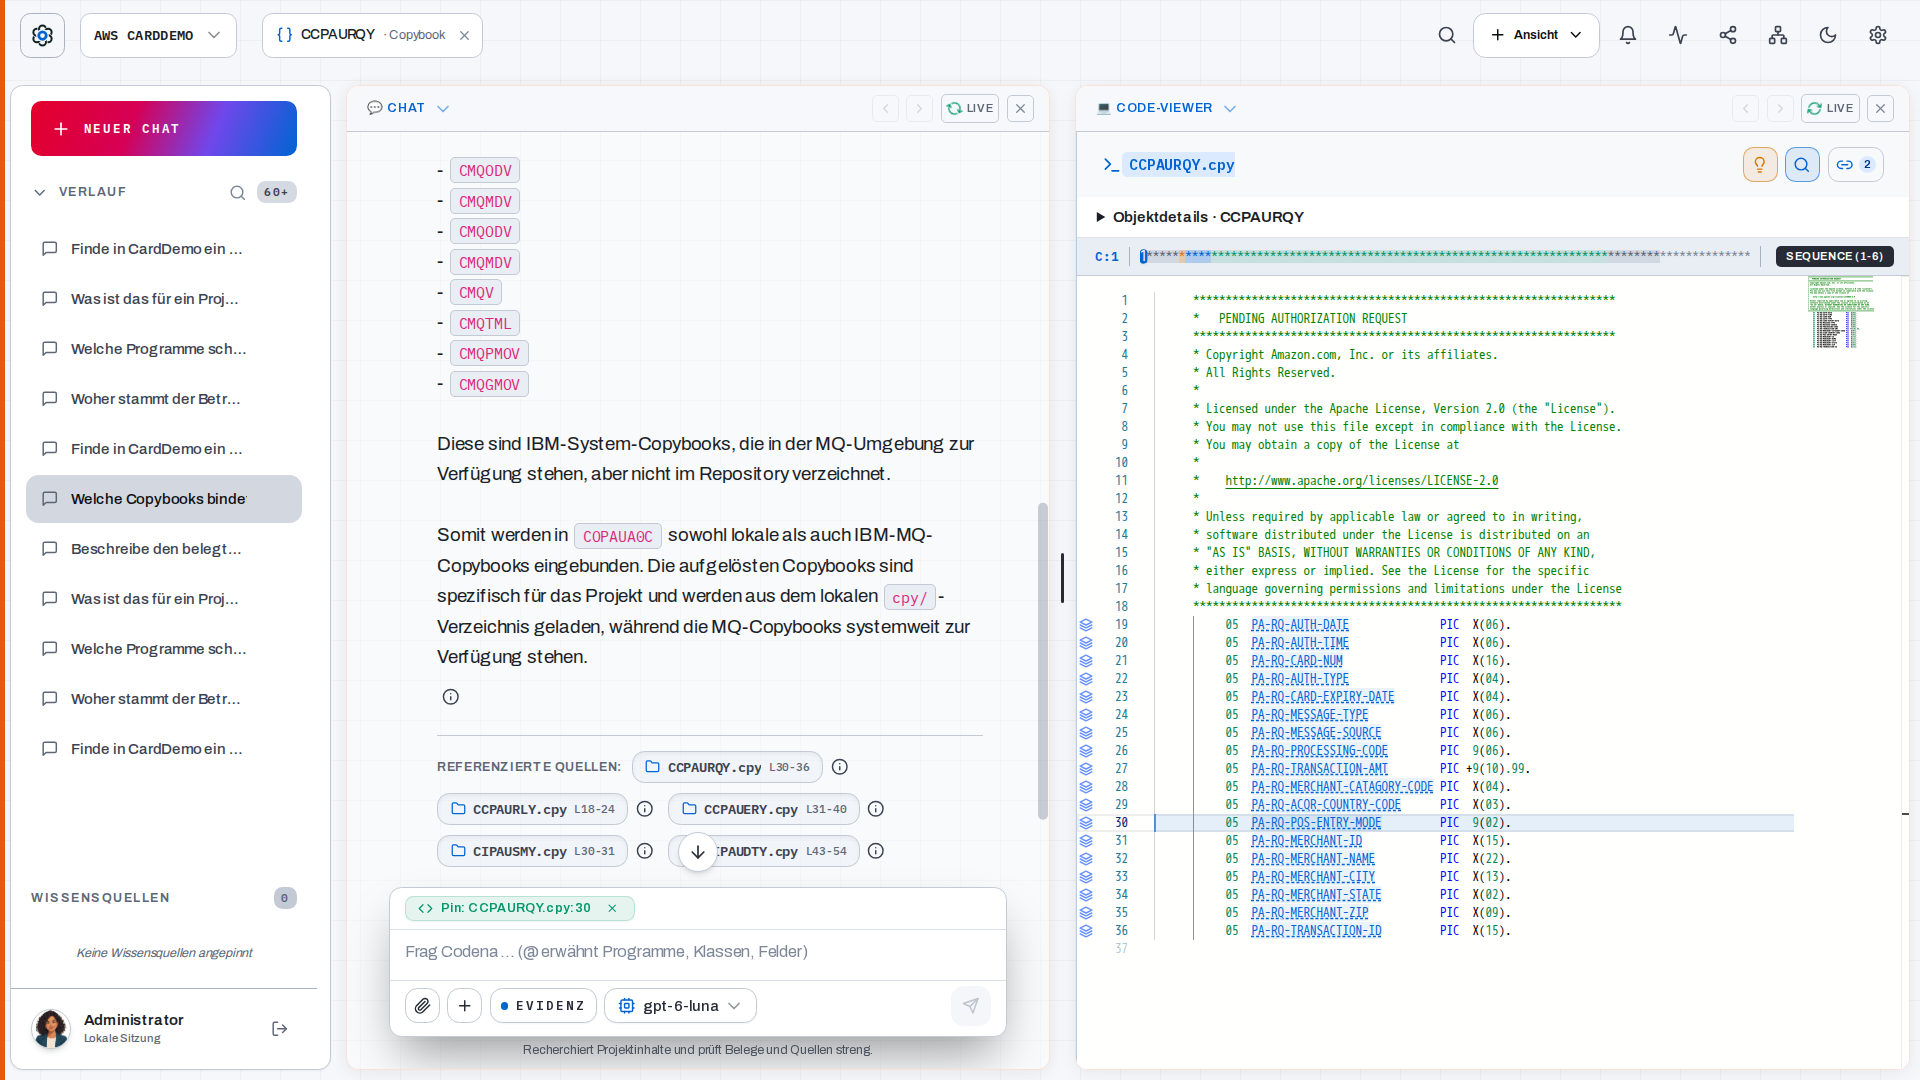 AWS CARDDEMO
CCPAURQY · Copybook
Ansicht
NEUER CHAT
VERLAUF 60+
Finde in CardDemo ein ...
Was ist das für ein Proj...
Welche Programme sch...
Woher stammt der Betr...
Finde in CardDemo ein ...
Welche Copybooks binde
Beschreibe den belegt...
Was ist das für ein Proj...
Welche Programme sch...
Woher stammt der Betr...
Finde in CardDemo ein ...
WISSENSQUELLEN 0
Keine Wissensquellen angepinnt
Administrator
Lokale Sitzung
CHAT
LIVE
- CMQODV
- CMQMDV
- CMQODV
- CMQMDV
- CMQV
- CMQTML
- CMQPMOV
- CMQGMOV
Diese sind IBM-System-Copybooks, die in der MQ-Umgebung zur
Verfügung stehen, aber nicht im Repository verzeichnet.
Somit werden in COPAUA0C sowohl lokale als auch IBM-MQ-
Copybooks eingebunden. Die aufgelösten Copybooks sind
spezifisch für das Projekt und werden aus dem lokalen cpy/ -
Verzeichnis geladen, während die MQ-Copybooks systemweit zur
Verfügung stehen.
REFERENZIERTE QUELLEN: CCPAURQY.cpy L30-36
CCPAURLY.cpy L18-24 CCPAUERY.cpy L31-40
CIPAUSMY.cpy L30-31 IPAUDTY.cpy L43-54
Pin: CCPAURQY.cpy:30
Frag Codena ... (@ erwähnt Programme, Klassen, Felder)
EVIDENZ gpt-6-luna
Recherchiert Projektinhalte und prüft Belege und Quellen streng.
CODE-VIEWER
LIVE
CCPAURQY.cpy
2
Objektdetails · CCPAURQY
C:1
SEQUENCE (1-6)
1 *****************************************************************
2 *   PENDING AUTHORIZATION REQUEST
3 *****************************************************************
4 * Copyright Amazon.com, Inc. or its affiliates.
5 * All Rights Reserved.
6 *
7 * Licensed under the Apache License, Version 2.0 (the "License").
8 * You may not use this file except in compliance with the License.
9 * You may obtain a copy of the License at
10 *
11 *    http://www.apache.org/licenses/LICENSE-2.0
12 *
13 * Unless required by applicable law or agreed to in writing,
14 * software distributed under the License is distributed on an
15 * "AS IS" BASIS, WITHOUT WARRANTIES OR CONDITIONS OF ANY KIND,
16 * either express or implied. See the License for the specific
17 * language governing permissions and limitations under the License
18 ******************************************************************
19 05 PA-RQ-AUTH-DATE PIC X(06).
20 05 PA-RQ-AUTH-TIME PIC X(06).
21 05 PA-RQ-CARD-NUM PIC X(16).
22 05 PA-RQ-AUTH-TYPE PIC X(04).
23 05 PA-RQ-CARD-EXPIRY-DATE PIC X(04).
24 05 PA-RQ-MESSAGE-TYPE PIC X(06).
25 05 PA-RQ-MESSAGE-SOURCE PIC X(06).
26 05 PA-RQ-PROCESSING-CODE PIC 9(06).
27 05 PA-RQ-TRANSACTION-AMT PIC +9(10).99.
28 05 PA-RQ-MERCHANT-CATAGORY-CODE PIC X(04).
29 05 PA-RQ-ACQR-COUNTRY-CODE PIC X(03).
30 05 PA-RQ-POS-ENTRY-MODE PIC 9(02).
31 05 PA-RQ-MERCHANT-ID PIC X(15).
32 05 PA-RQ-MERCHANT-NAME PIC X(22).
33 05 PA-RQ-MERCHANT-CITY PIC X(13).
34 05 PA-RQ-MERCHANT-STATE PIC X(02).
35 05 PA-RQ-MERCHANT-ZIP PIC X(09).
36 05 PA-RQ-TRANSACTION-ID PIC X(15).
37